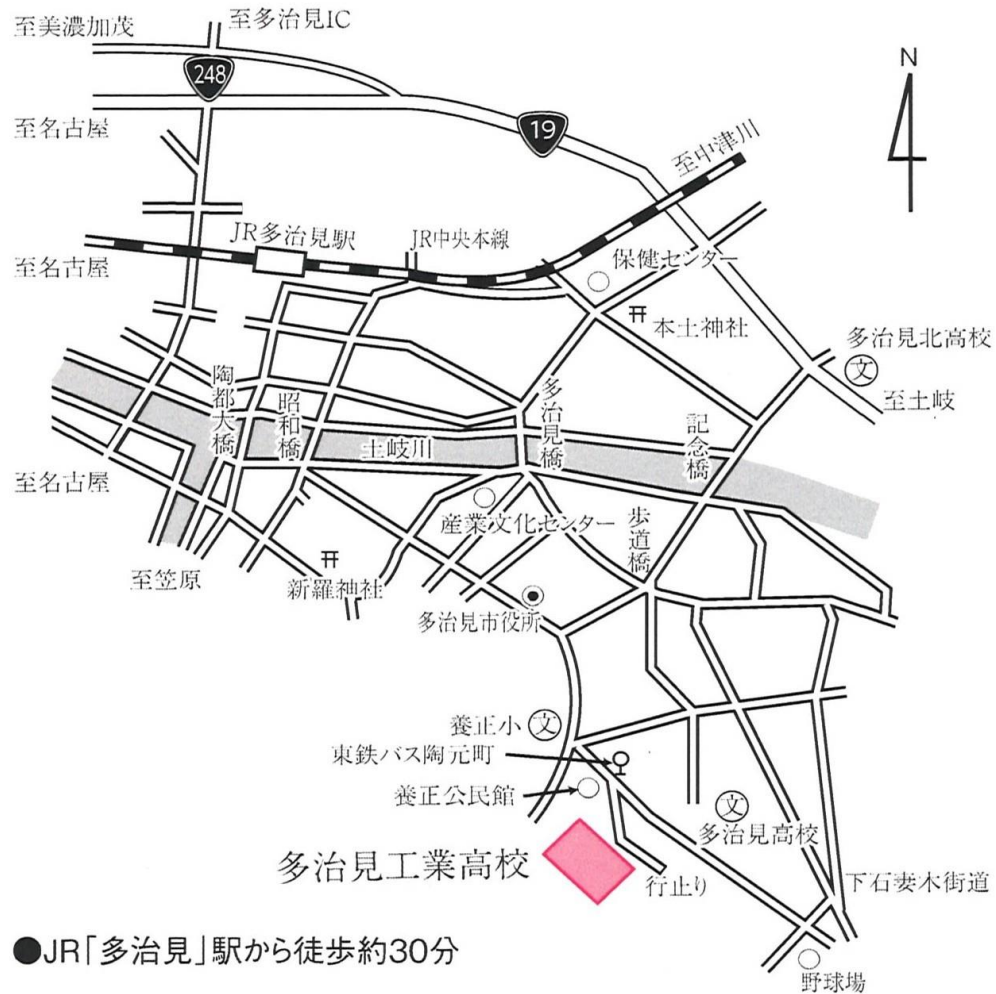 至美濃加茂
至多治見IC
248
N
至名古屋
19
至中津川
JR多治見駅
JR中央本線
至名古屋
保健センター
本土神社
多治見北高校
文
至土岐
陶都大橋
昭和橋
多治見橋
記念橋
土岐川
至名古屋
産業文化センター
歩道橋
至笠原
新羅神社
多治見市役所
養正小
文
東鉄バス陶元町
養正公民館
文
多治見高校
多治見工業高校
行止り
下石妻木街道
●JR「多治見」駅から徒歩約30分
野球場